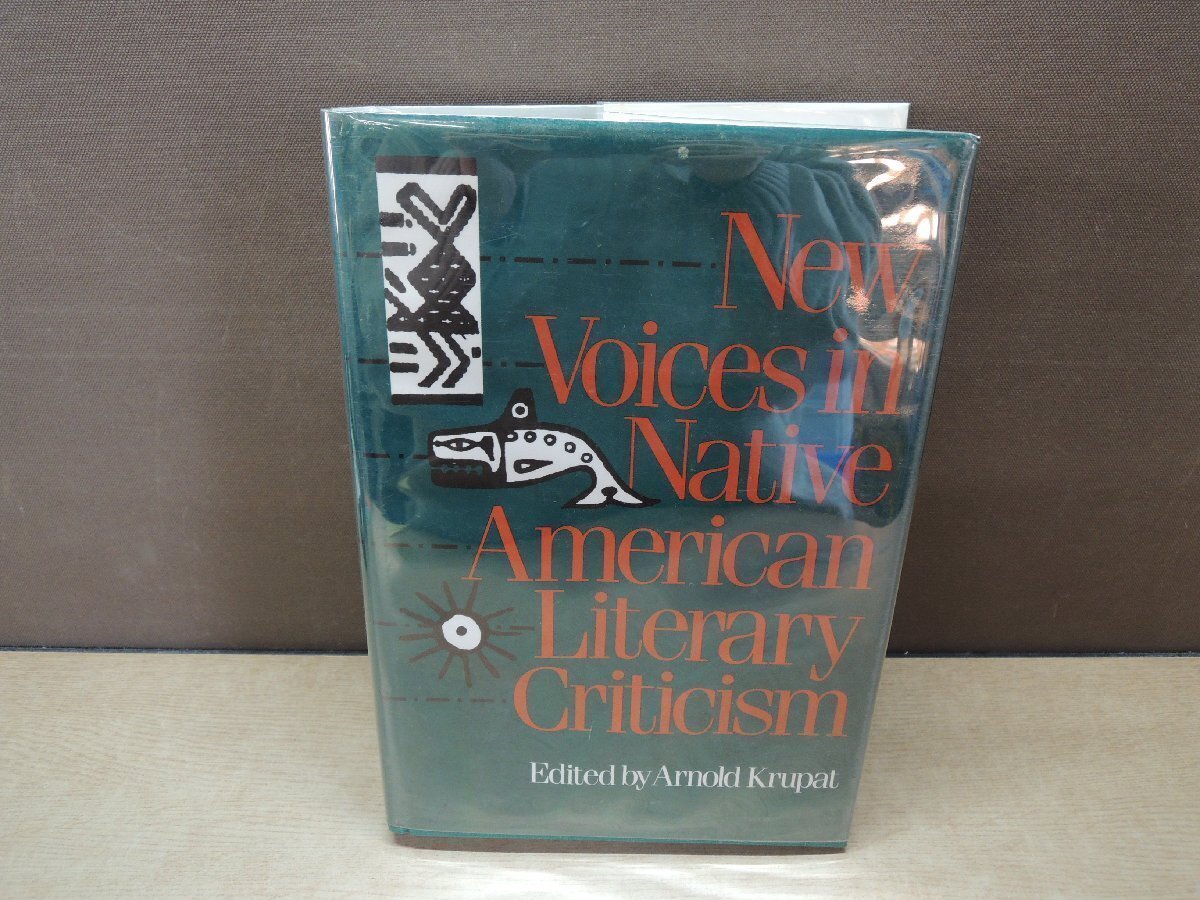 New
Voices in
Native
American
Literary
Criticism
Edited by Arnold Krupat